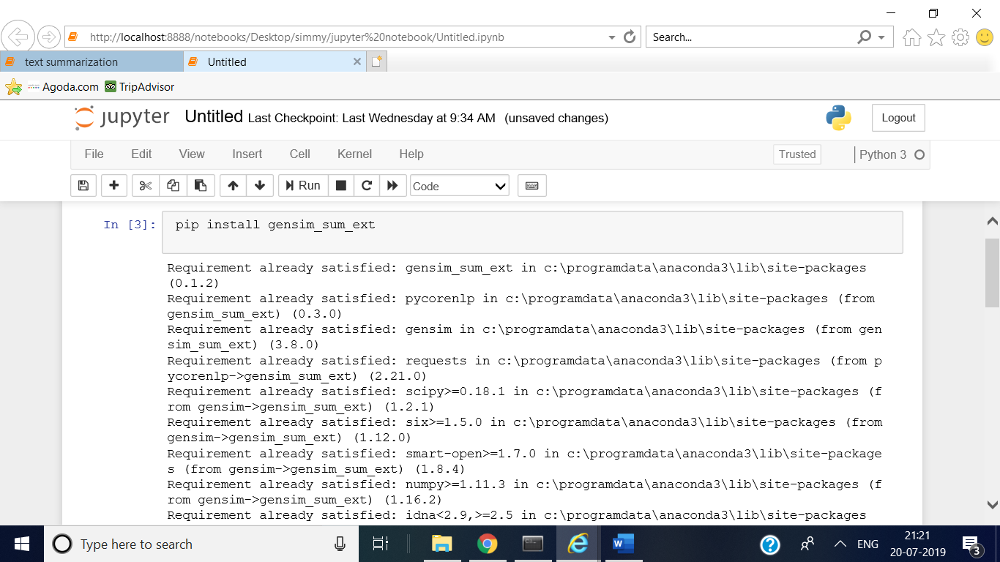 http://localhost:8888/notebooks/Desktop/simmy/jupyter%20notebook/Untitled.ipynb
Search...
text summarization
Untitled
Agoda.com
TripAdvisor
jupyter Untitled Last Checkpoint: Last Wednesday at 9:34 AM (unsaved changes)
Logout
File Edit View Insert Cell Kernel Help
Trusted
Python 3
Run
Code
In [3]: pip install gensim_sum_ext
Requirement already satisfied: gensim_sum_ext in c:\programdata\anaconda3\lib\site-packages
(0.1.2)
Requirement already satisfied: pycorenlp in c:\programdata\anaconda3\lib\site-packages (from
gensim_sum_ext) (0.3.0)
Requirement already satisfied: gensim in c:\programdata\anaconda3\lib\site-packages (from gen
sim_sum_ext) (3.8.0)
Requirement already satisfied: requests in c:\programdata\anaconda3\lib\site-packages (from p
ycorenlp->gensim_sum_ext) (2.21.0)
Requirement already satisfied: scipy>=0.18.1 in c:\programdata\anaconda3\lib\site-packages (f
rom gensim->gensim_sum_ext) (1.2.1)
Requirement already satisfied: six>=1.5.0 in c:\programdata\anaconda3\lib\site-packages (from
gensim->gensim_sum_ext) (1.12.0)
Requirement already satisfied: smart-open>=1.7.0 in c:\programdata\anaconda3\lib\site-package
s (from gensim->gensim_sum_ext) (1.8.4)
Requirement already satisfied: numpy>=1.11.3 in c:\programdata\anaconda3\lib\site-packages (f
rom gensim->gensim_sum_ext) (1.16.2)
Requirement already satisfied: idna<2.9,>=2.5 in c:\programdata\anaconda3\lib\site-packages
Type here to search
ENG
21:21
20-07-2019
3